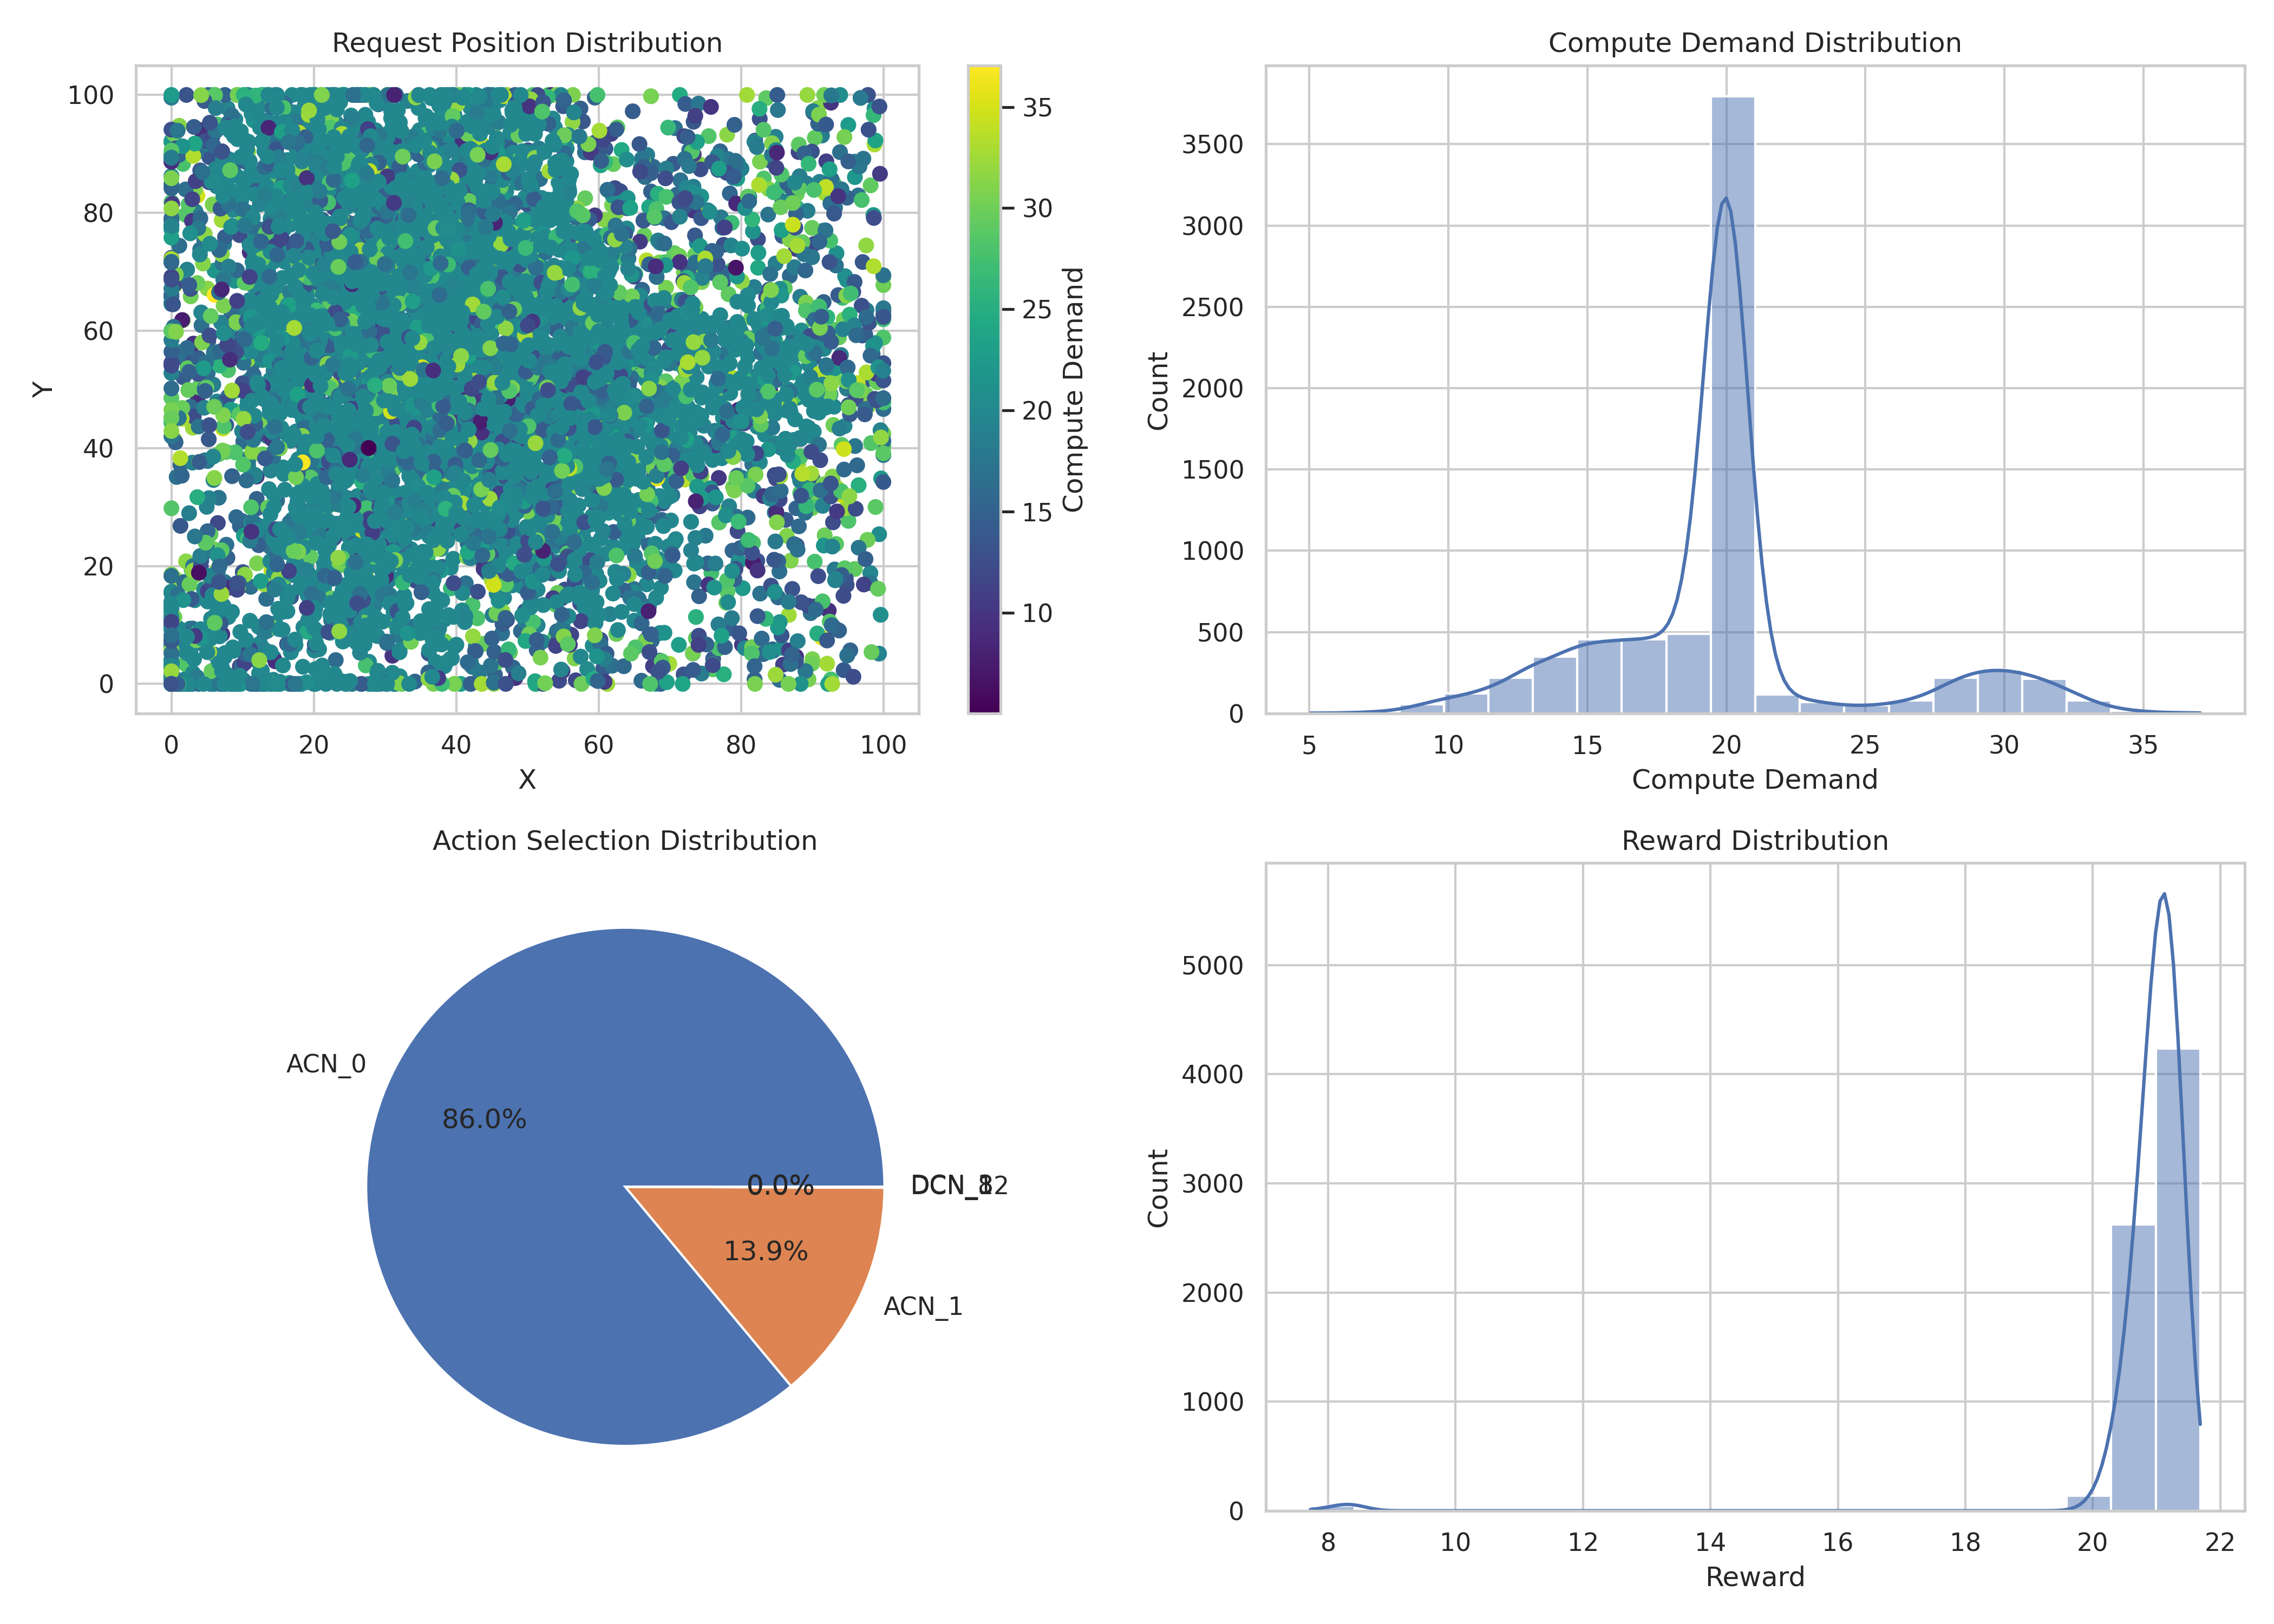 Request Position Distribution
100
80
60
40
20
0
Y
0 20 40 60 80 100
X
35
30
25
20
15
10
Compute Demand
Compute Demand Distribution
3500
3000
2500
2000
1500
1000
500
0
Count
5 10 15 20 25 30 35
Compute Demand
Action Selection Distribution
ACN_0
86.0%
0.0%
13.9%
ACN_1
Reward Distribution
5000
4000
3000
2000
1000
0
Count
8 10 12 14 16 18 20 22
Reward